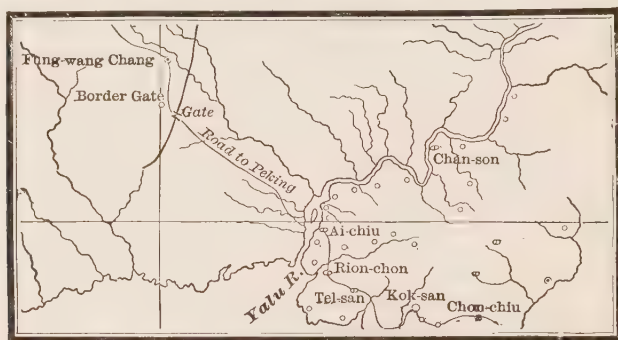 Fung-wang Chang
Border Gate
Gate
Road to Peking
Chan-son
Ai-chiu
Yalu R.
Rion-chon
Tel-san
Kok-san
Chon-chiu